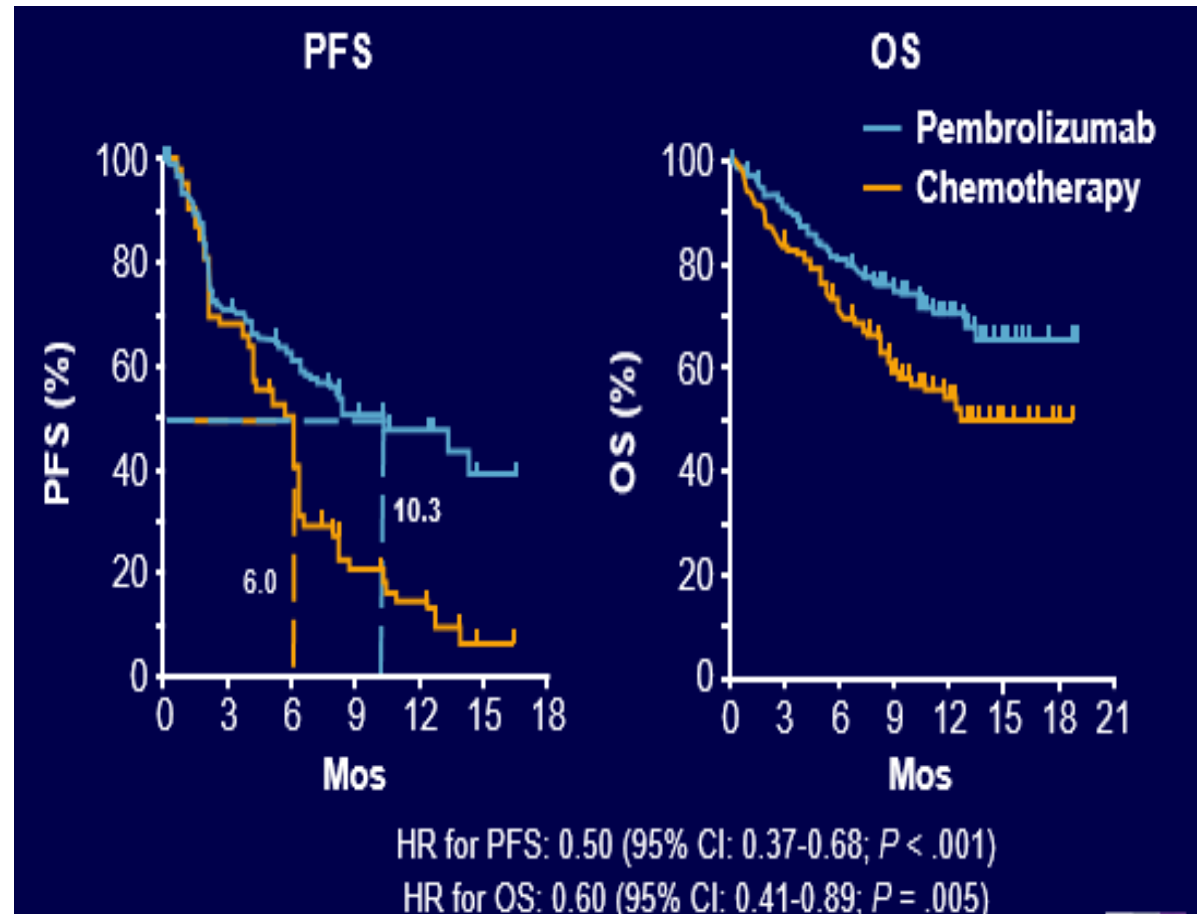 PFS
OS
Pembrolizumab
Chemotherapy
100
80
60
40
20
0
PFS (%)
10.3
6.0
0 3 6 9 12 15 18
Mos
100
80
60
40
20
0
OS (%)
0 3 6 9 12 15 18 21
Mos
HR for PFS: 0.50 (95% CI: 0.37-0.68; P < .001)
HR for OS: 0.60 (95% CI: 0.41-0.89; P = .005)